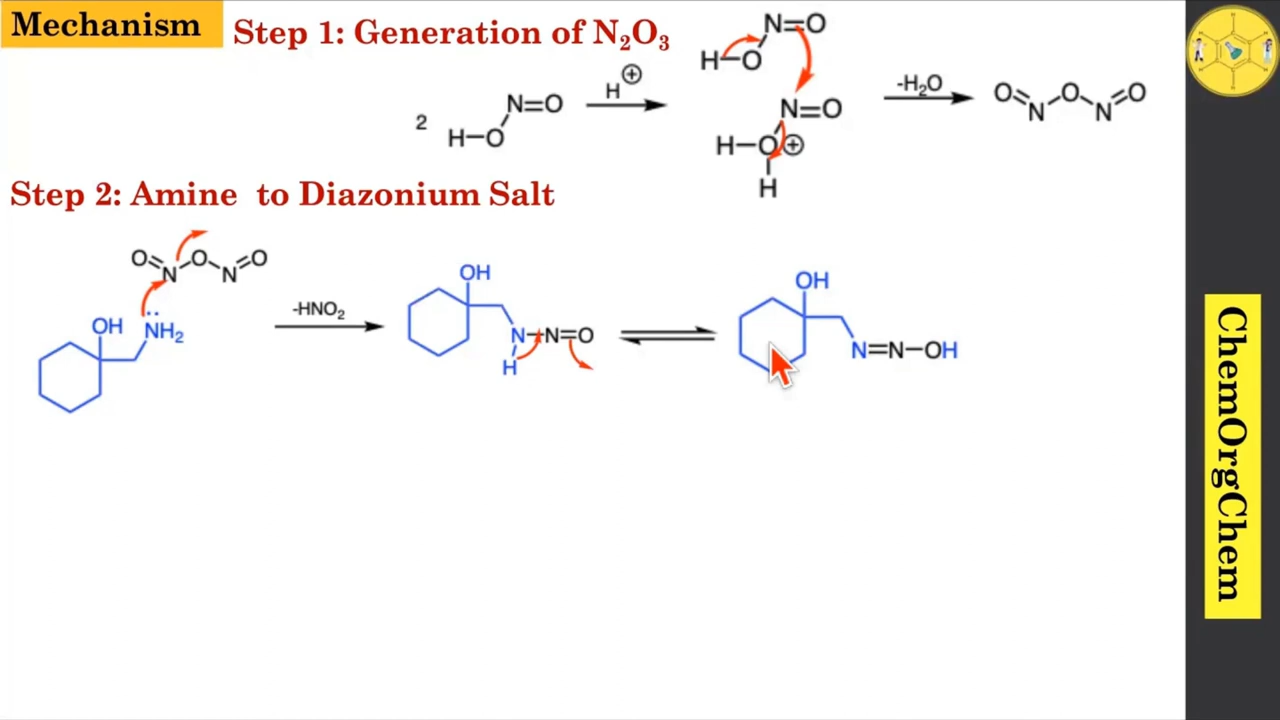 Mechanism
Step 1: Generation of N₂O₃
2 H–O N=O
H⊕
H–O N=O
N=O
H–O⊕
H
-H₂O
O=N O N=O
Step 2: Amine to Diazonium Salt
O=N O N=O
OH NH₂
-HNO₂
OH
N–N=O
H
OH
N=N–OH
ChemOrgChem